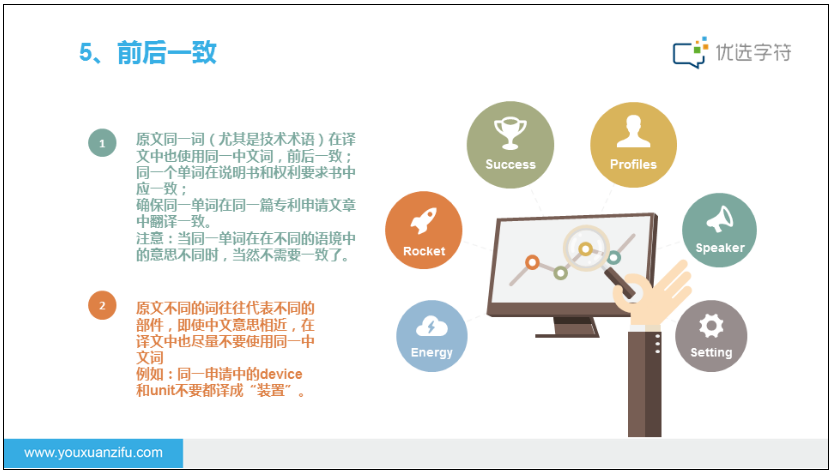 5、前后一致
优选字符
1
原文同一词（尤其是技术术语）在译
文中也使用同一中文词，前后一致；
同一个单词在说明书和权利要求书中
应一致；
确保同一单词在同一篇专利申请文章
中翻译一致。
注意：当同一单词在在不同的语境中
的意思不同时，当然不需要一致了。
2
原文不同的词往往代表不同的
部件，即使中文意思相近，在
译文中也尽量不要使用同一中
文词
例如：同一申请中的device
和unit不要都译成“装置”。
Success
Profiles
Rocket
Speaker
Energy
Setting
www.youxuanzifu.com